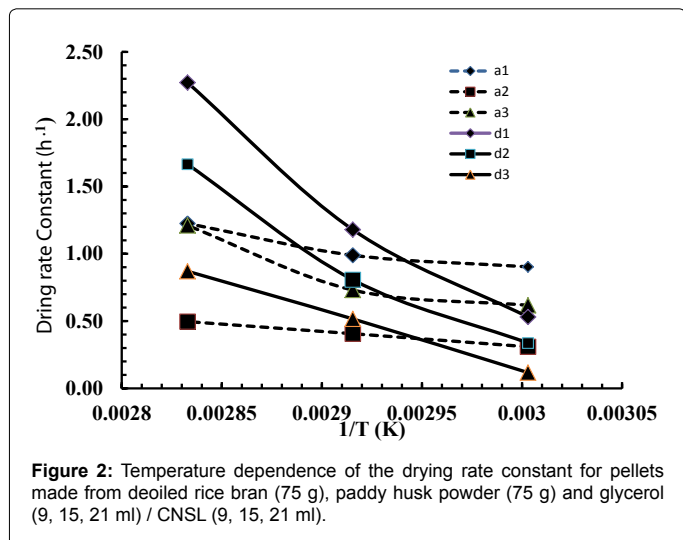 2.50
2.00
1.50
1.00
0.50
0.00
Dring rate Constant (h-1)
a1
a2
a3
d1
d2
d3
0.0028
0.00285
0.0029
0.00295
0.003
0.00305
1/T (K)
Figure 2: Temperature dependence of the drying rate constant for pellets
made from deoiled rice bran (75 g), paddy husk powder (75 g) and glycerol
(9, 15, 21 ml) / CNSL (9, 15, 21 ml).